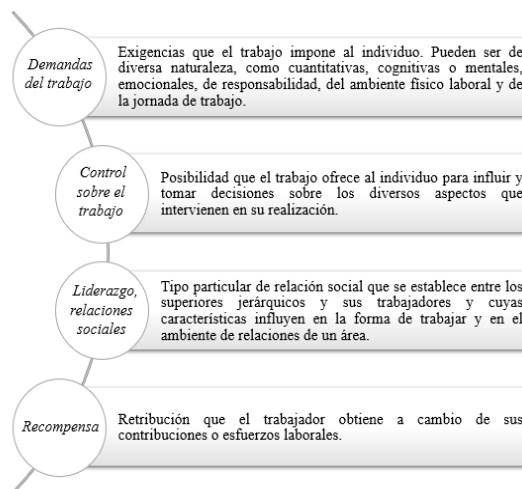 Demandas
del trabajo
Exigencias que el trabajo impone al individuo. Pueden ser de
diversa naturaleza, como cuantitativas, cognitivas o mentales,
emocionales, de responsabilidad, del ambiente físico laboral y de
la jornada de trabajo.
Control
sobre el
trabajo
Posibilidad que el trabajo ofrece al individuo para influir y
tomar decisiones sobre los diversos aspectos que
intervienen en su realización.
Liderazgo,
relaciones
sociales
Tipo particular de relación social que se establece entre los
superiores jerárquicos y sus trabajadores y cuyas
características influyen en la forma de trabajar y en el
ambiente de relaciones de un área.
Recompensa
Retribución que el trabajador obtiene a cambio de sus
contribuciones o esfuerzos laborales.